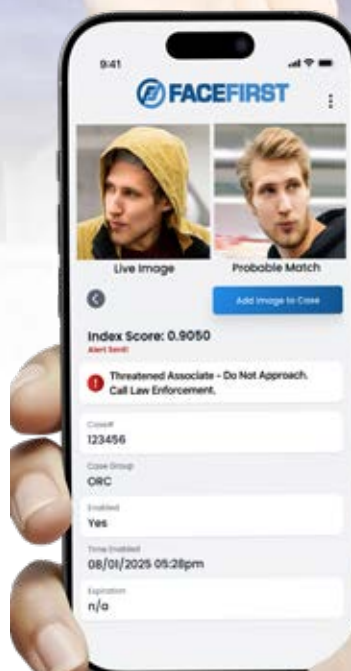 9:41
FACEFIRST
Live Image
Probable Match
Add Image to Case
Index Score: 0.9050
Alert Sent!
Threatened Associate - Do Not Approach.
Call Law Enforcement.
Case#
123456
Case Group
ORC
Enabled
Yes
Time Enabled
08/01/2025 05:28pm
Expiration
n/a